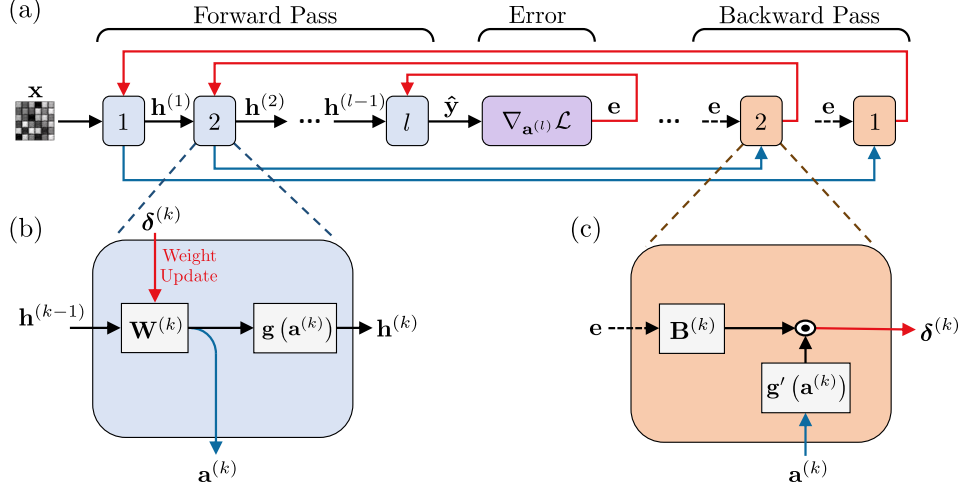 (a)
Forward Pass
Error
Backward Pass
x
1
h^(1)
2
h^(2)
...
h^(l−1)
l
ŷ
∇_{a^(l)} ℒ
e
...
e
2
e
1
(b)
δ^(k)
Weight
Update
h^(k−1)
W^(k)
g (a^(k))
h^(k)
a^(k)
(c)
e
B^(k)
δ^(k)
g′ (a^(k))
a^(k)